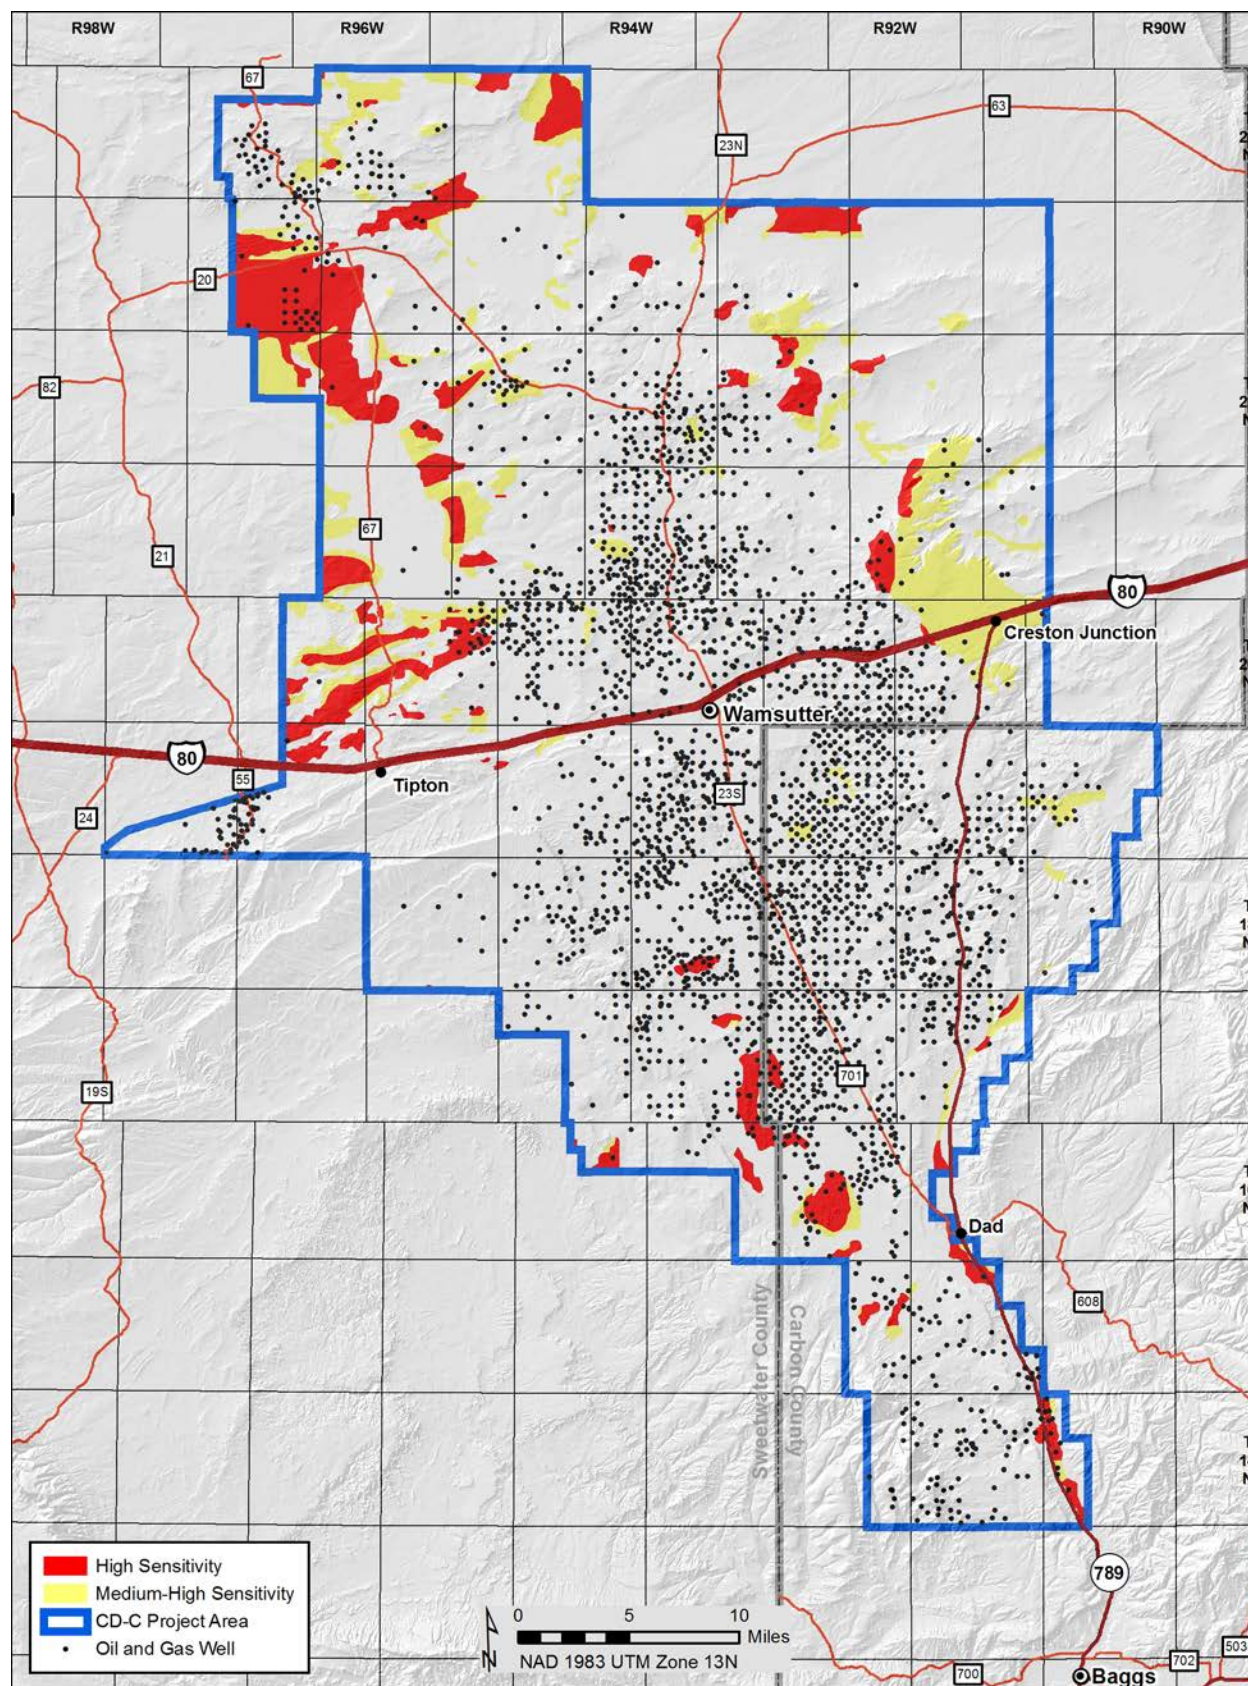 R98W R96W R94W R92W R90W
67
63
23N
20
82
67
21
80
Creston Junction
Wamsutter
80
55
Tipton
23S
24
701
19S
Dad
608
Sweetwater County
Carbon County
High Sensitivity
Medium-High Sensitivity
CD-C Project Area
Oil and Gas Well
0 5 10
Miles
N
NAD 1983 UTM Zone 13N
789
503
702
700
Baggs